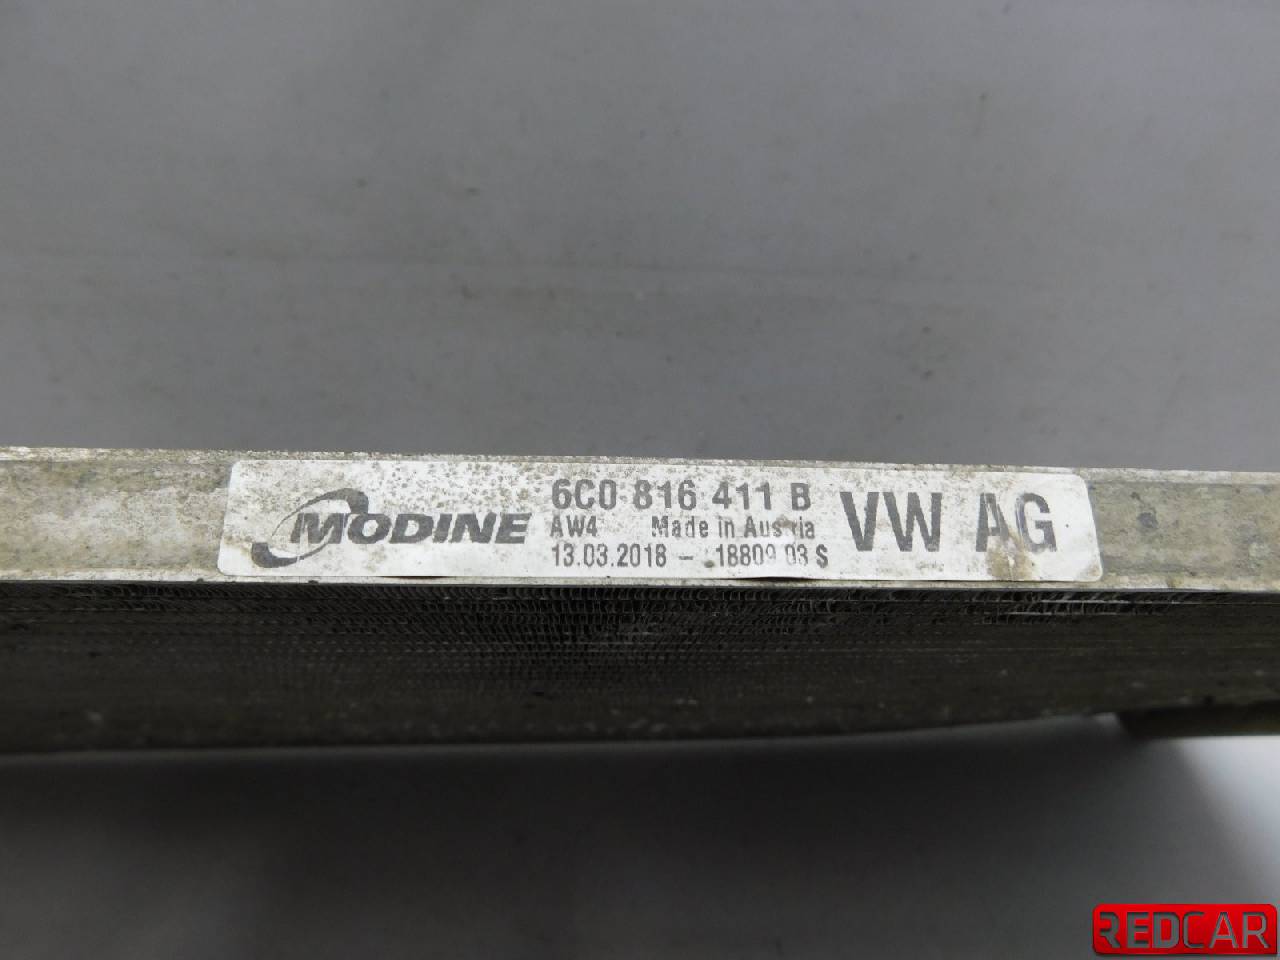 MODINE
6C0 816 411 B
AW4 Made in Austria
13.03.2018 - 18809 03 S
VW AG
REDCAR